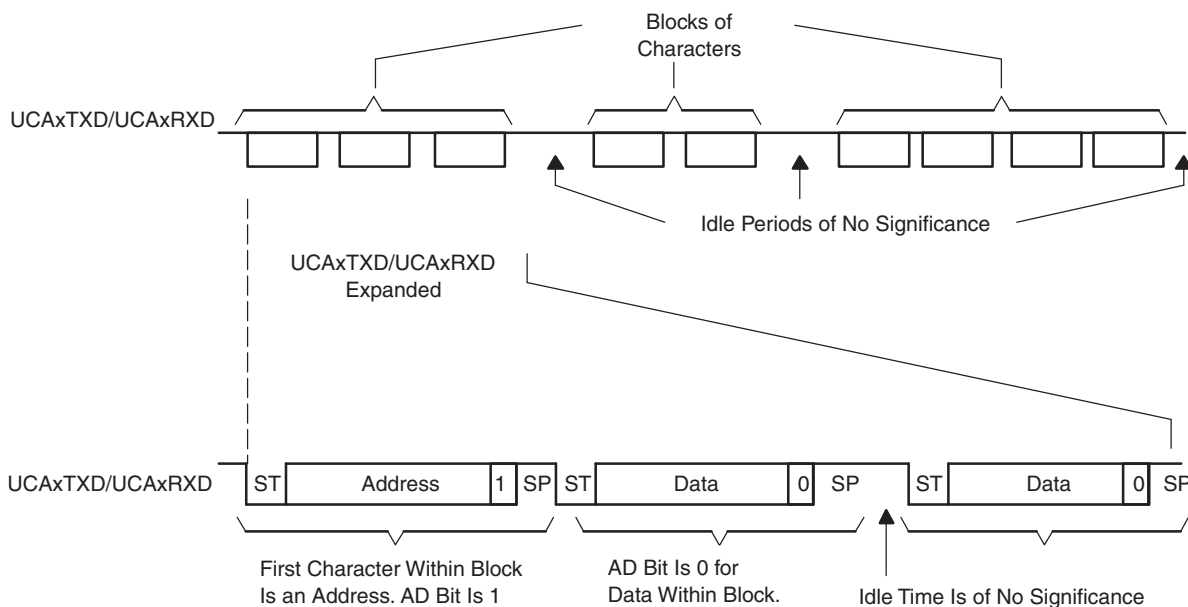 Blocks of
Characters
UCAxTXD/UCAxRXD
Idle Periods of No Significance
UCAxTXD/UCAxRXD
Expanded
UCAxTXD/UCAxRXD
ST
Address
1
SP
ST
Data
0
SP
ST
Data
0
SP
First Character Within Block
Is an Address. AD Bit Is 1
AD Bit Is 0 for
Data Within Block.
Idle Time Is of No Significance